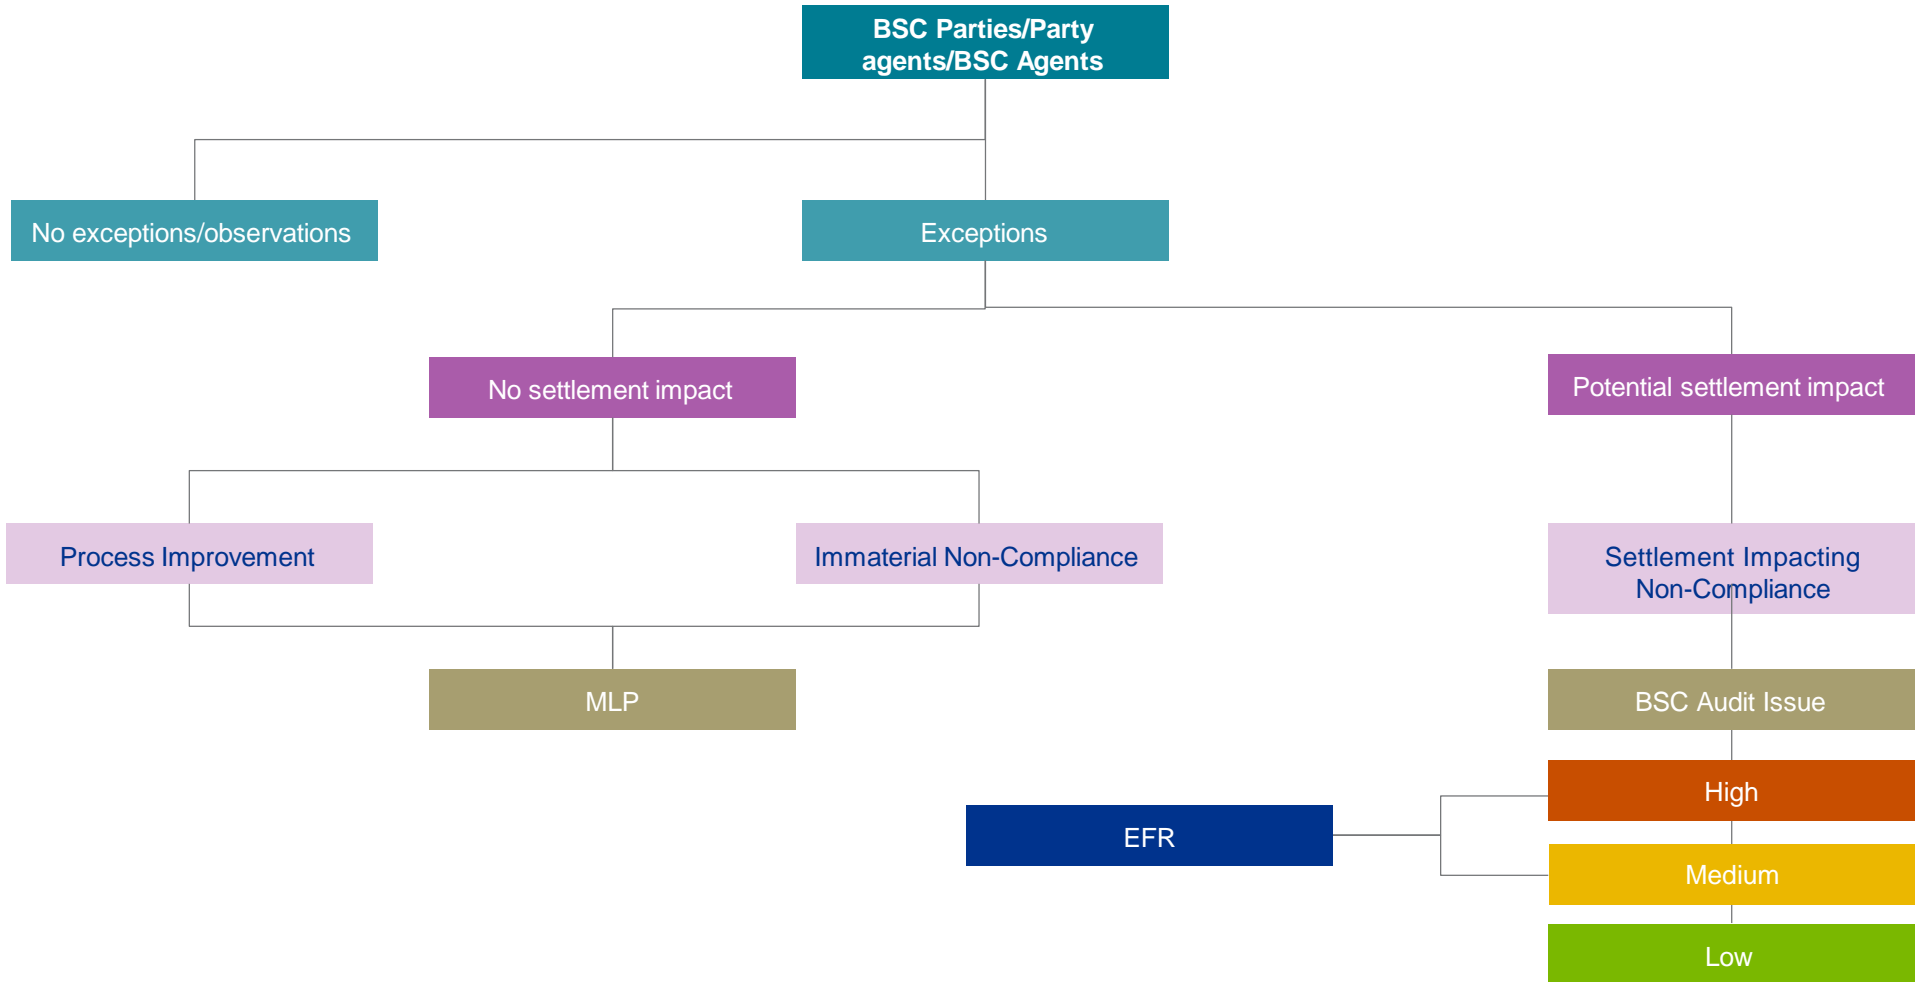 BSC Parties/Party
agents/BSC Agents
No exceptions/observations
Exceptions
No settlement impact
Potential settlement impact
Process Improvement
Immaterial Non-Compliance
Settlement Impacting
Non-Compliance
MLP
BSC Audit Issue
High
EFR
Medium
Low